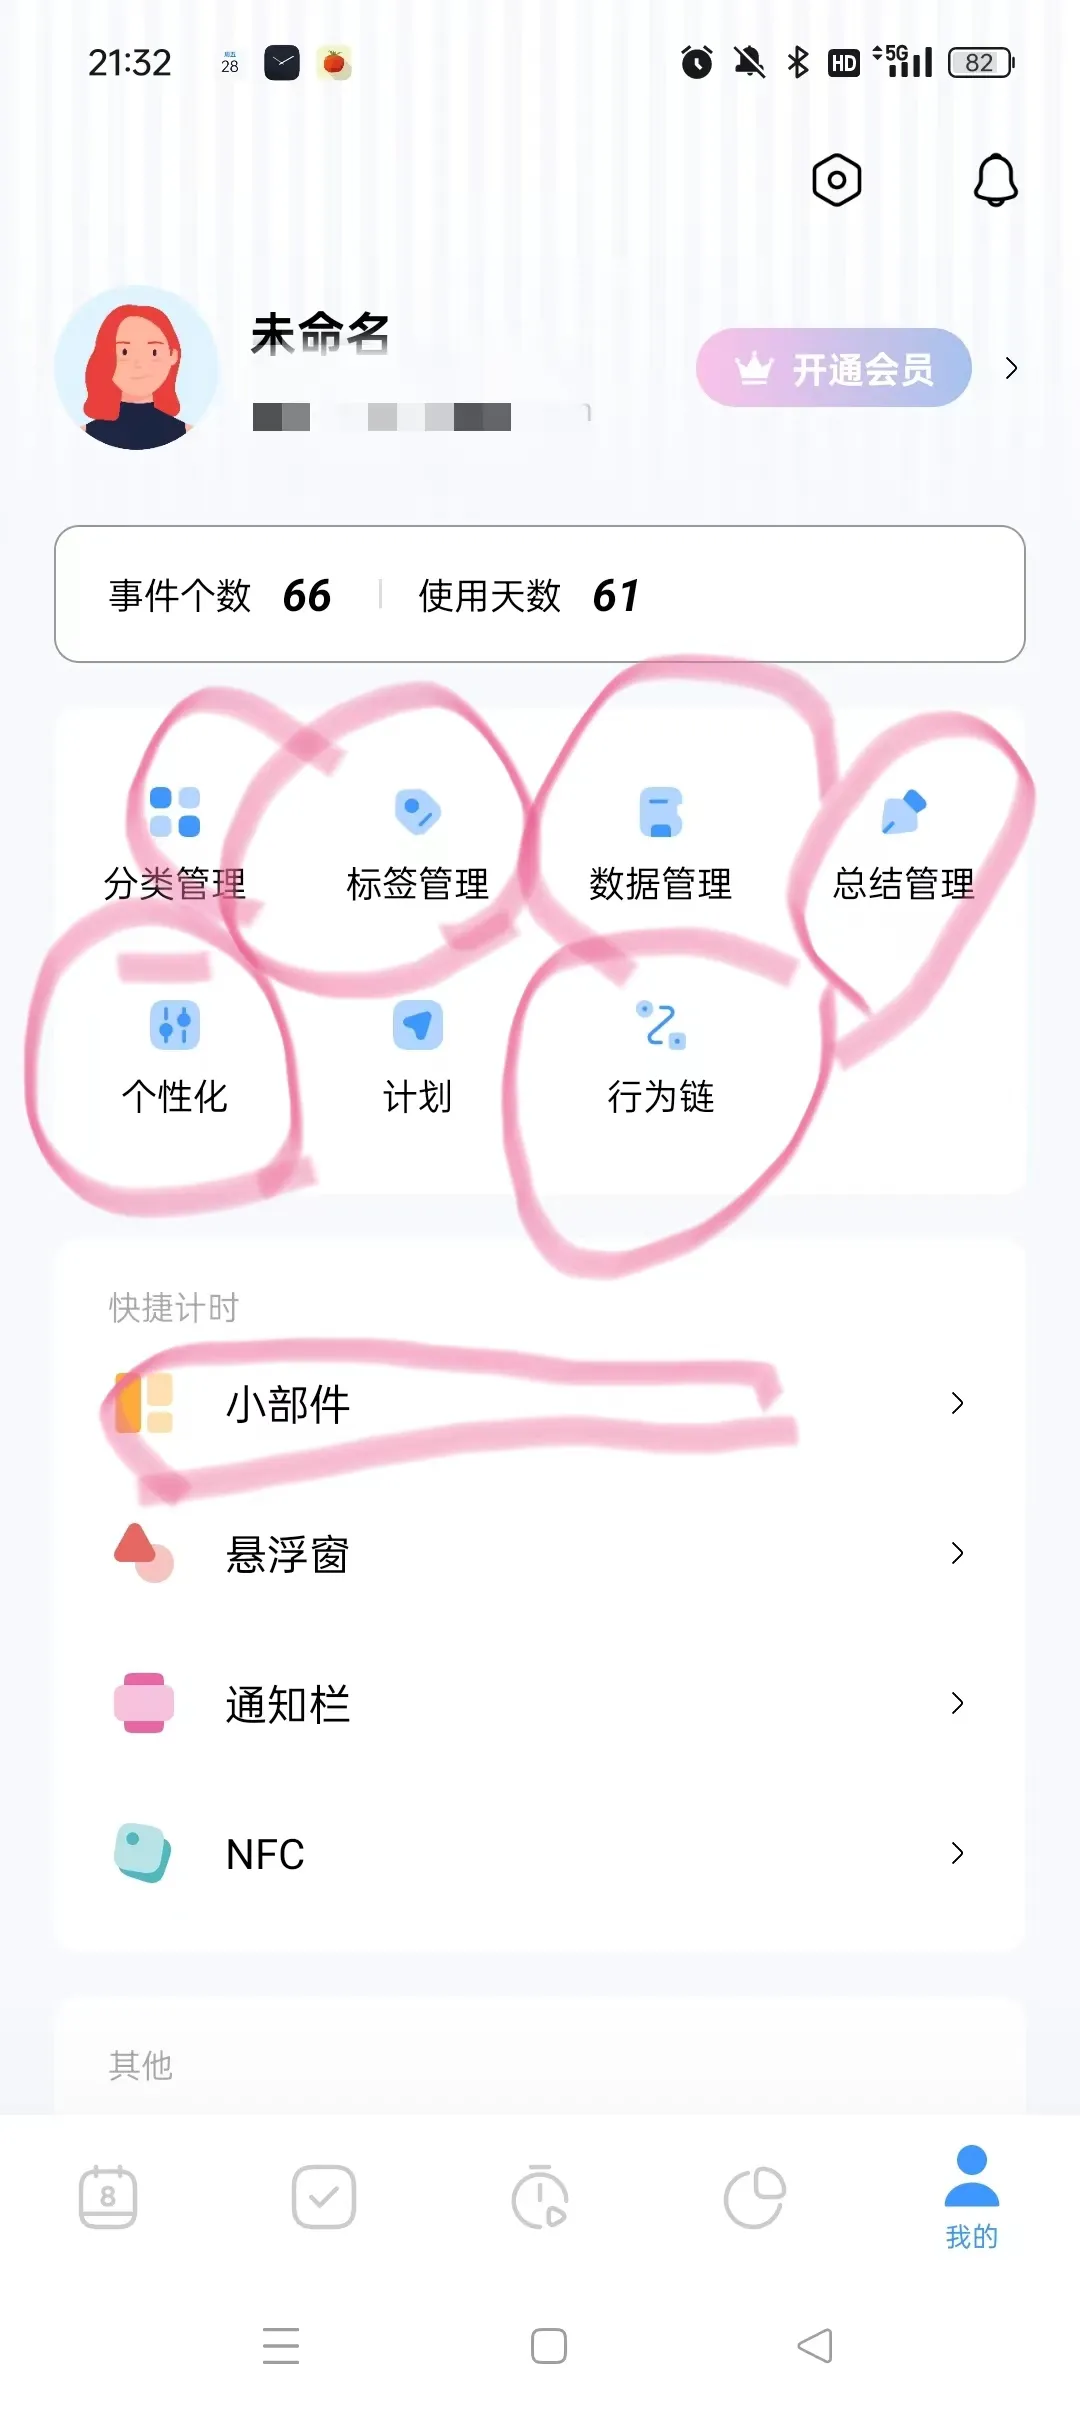 21:32 周五 28 HD 5G 82
未命名
开通会员
事件个数 66 使用天数 61
分类管理 标签管理 数据管理 总结管理
个性化 计划 行为链
快捷计时
小部件
悬浮窗
通知栏
NFC
其他
8
我的